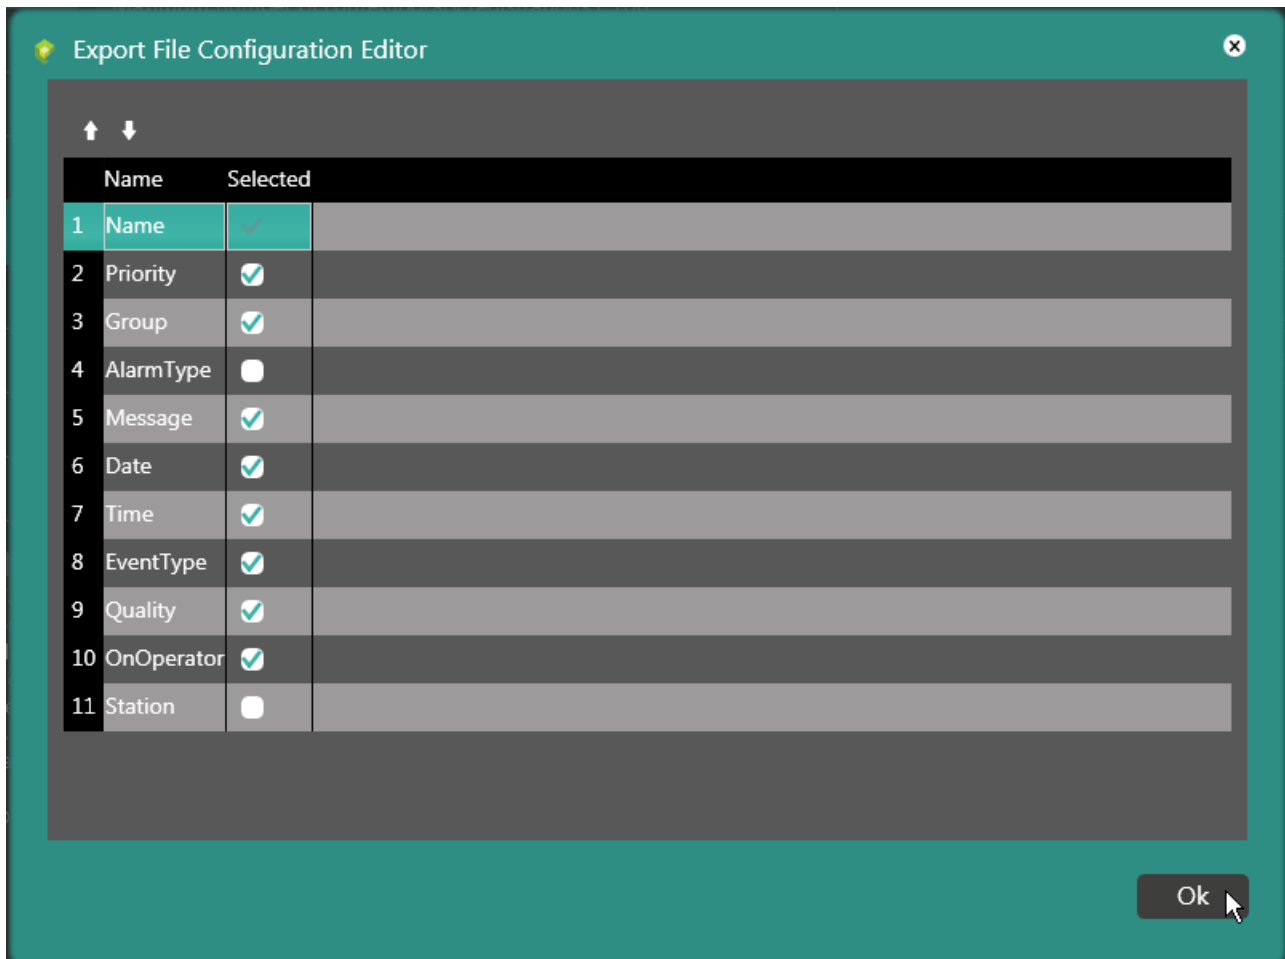 Export File Configuration Editor
Name Selected
1 Name
2 Priority
3 Group
4 AlarmType
5 Message
6 Date
7 Time
8 EventType
9 Quality
10 OnOperator
11 Station
Ok